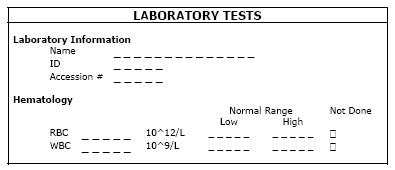 LABORATORY TESTS
Laboratory Information
Name _ _ _ _ _ _ _ _ _ _ _ _ _ _
ID _ _ _ _ _
Accession # _ _ _ _ _
Hematology
Normal Range Not Done
Low High
RBC _ _ _ _ _ 10^12/L _ _ _ _ _ _ _ _ _ _ □
WBC _ _ _ _ _ 10^9/L _ _ _ _ _ _ _ _ _ _ □